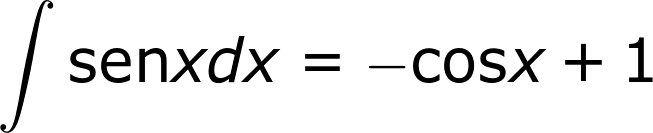 ∫ senxdx = −cosx + 1